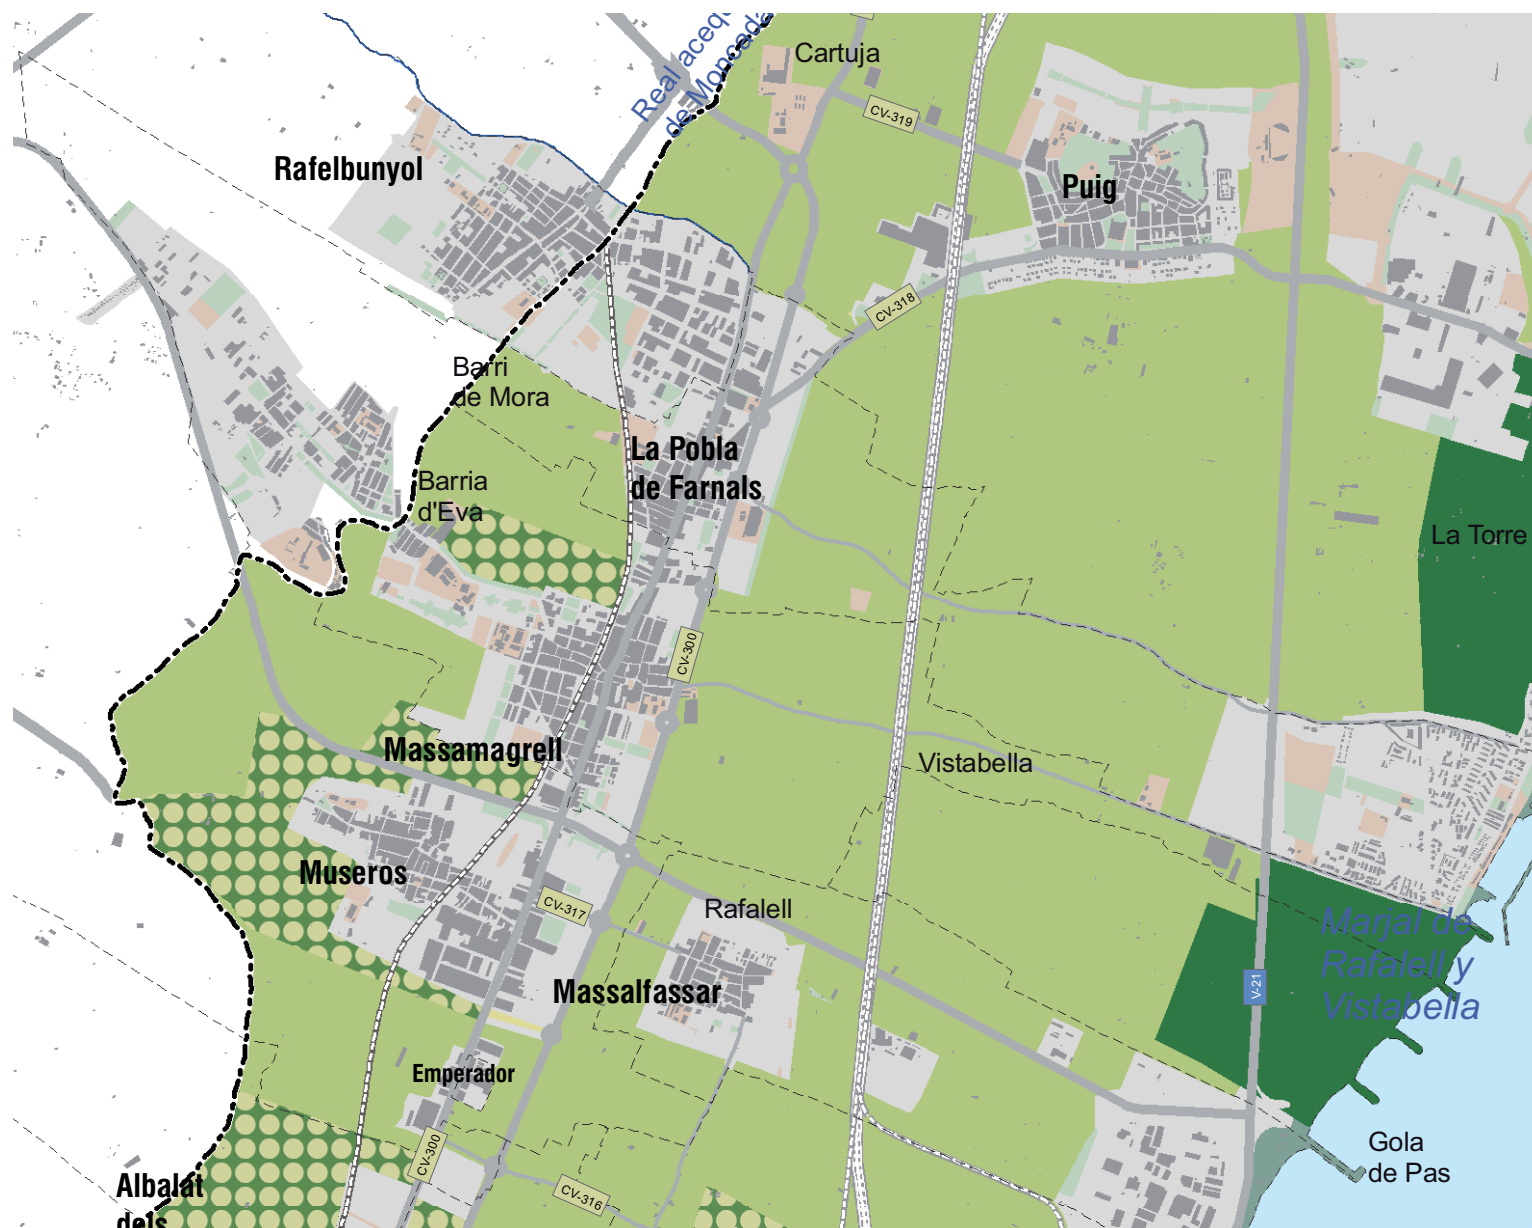 Real aceq
de Moncada
Cartuja
CV-319
Rafelbunyol
Puig
CV-318
Barri
de Mora
La Pobla
de Farnals
Barria
d'Eva
La Torre
CV-300
Massamagrell
Vistabella
Museros
CV-317
Rafalell
Marjal de
Rafalell y
Vistabella
V-21
Massalfassar
Emperador
CV-300
Gola
de Pas
CV-316
Albalat
dels